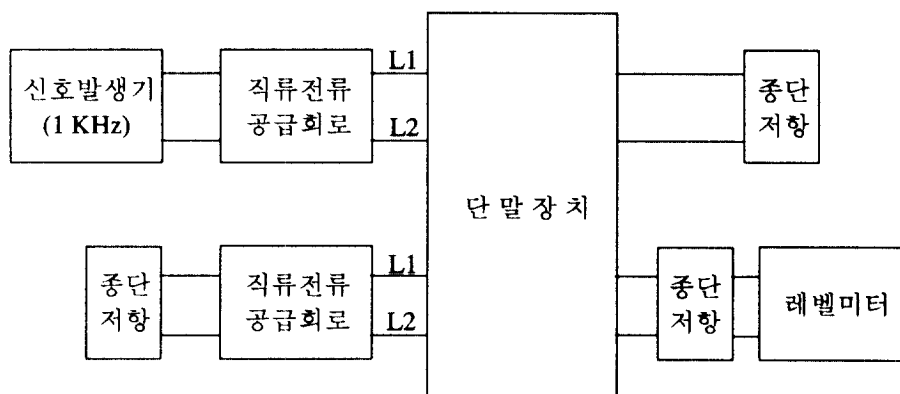 신호발생기
(1 KHz)
직류전류
공급회로
L1
L2
단말장치
종단
저항
종단
저항
직류전류
공급회로
L1
L2
종단
저항
레벨미터